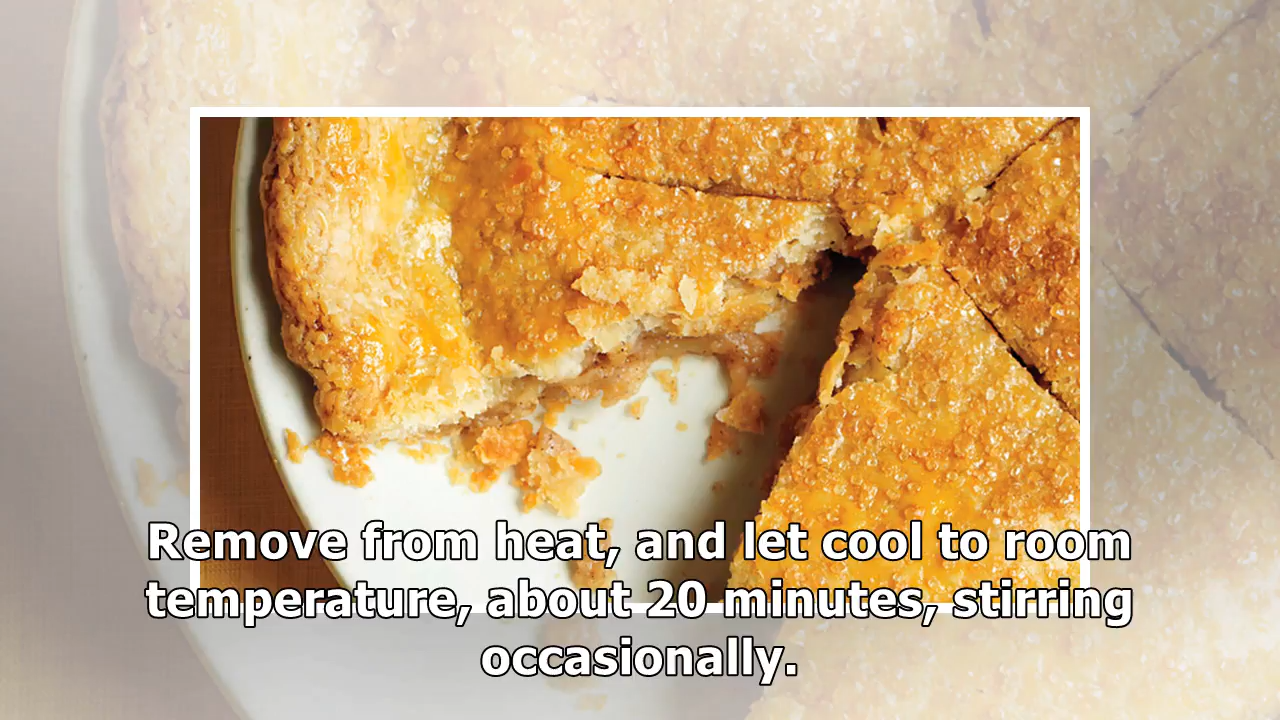 Remove from heat, and let cool to room
temperature, about 20 minutes, stirring
occasionally.